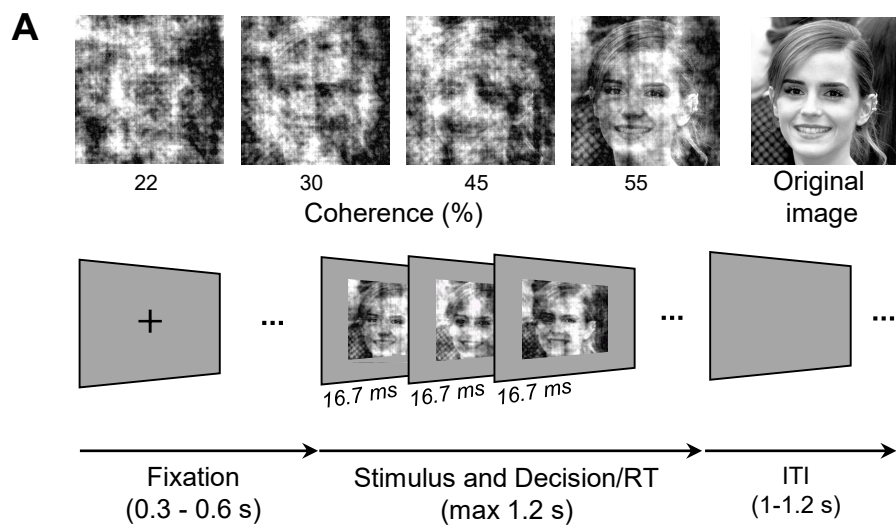 A
22 30 45 55 Original
Coherence (%) image
+
... ... ...
16.7 ms 16.7 ms 16.7 ms
Fixation Stimulus and Decision/RT ITI
(0.3 - 0.6 s) (max 1.2 s) (1-1.2 s)